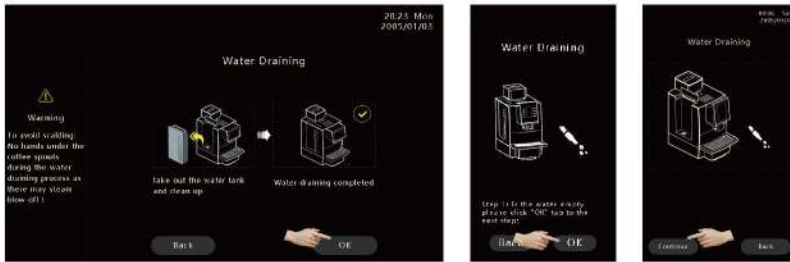 20:23 Mon
2005/01/03
Water Draining
Warning
To avoid scalding:
No hands under the
coffee spouts
during the water
draining process as
there may steam
blow-off !
take out the water tank
and clean up
Water draining completed
Back
OK
Water Draining
Step 1: is the water empty
please click "OK" tap to the
next step;
Back
OK
Water Draining
Continue
Back